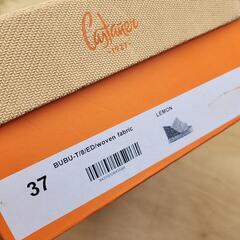 Castañer
·1927·
BUBU-T/8/ED/woven fabric
LEMON
37